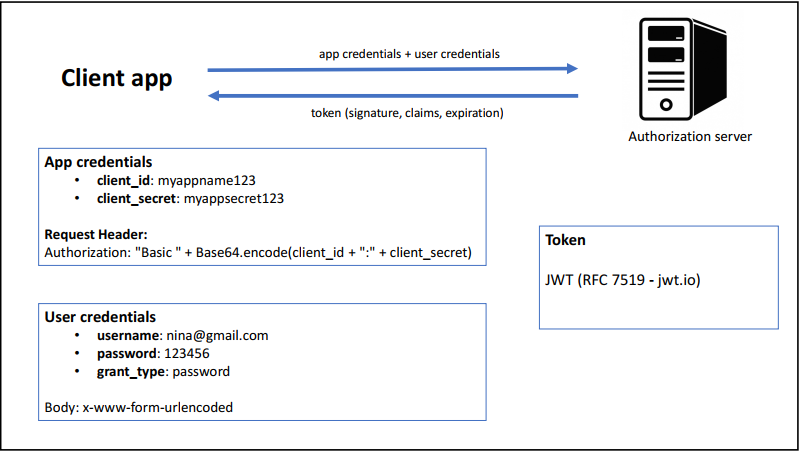 app credentials + user credentials
Client app
token (signature, claims, expiration)
Authorization server
App credentials
• client_id: myappname123
• client_secret: myappsecret123
Request Header:
Authorization: "Basic " + Base64.encode(client_id + ":" + client_secret)
Token
JWT (RFC 7519 - jwt.io)
User credentials
• username: nina@gmail.com
• password: 123456
• grant_type: password
Body: x-www-form-urlencoded